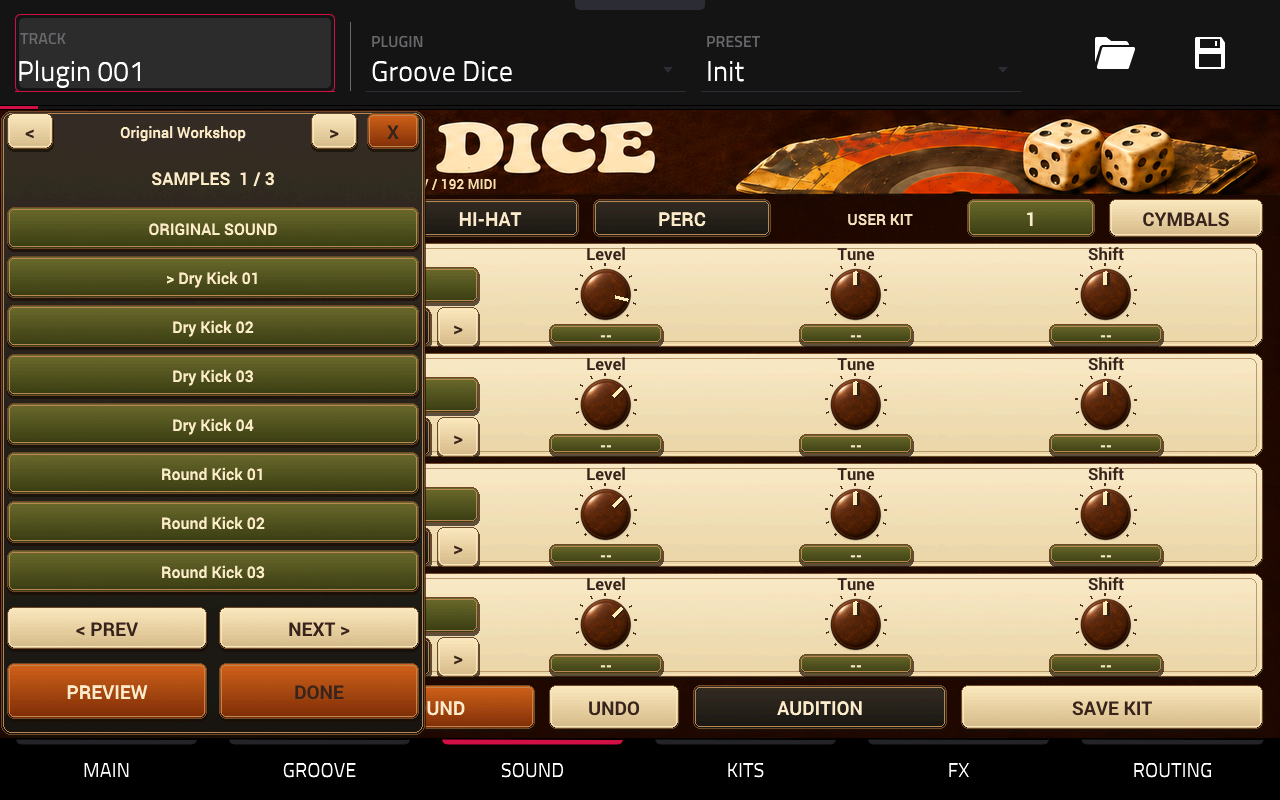 TRACK
Plugin 001
PLUGIN
Groove Dice
PRESET
Init
<
Original Workshop
>
X
DICE
/ 192 MIDI
SAMPLES 1 / 3
HI-HAT
PERC
USER KIT
1
CYMBALS
ORIGINAL SOUND
> Dry Kick 01
Dry Kick 02
Dry Kick 03
Dry Kick 04
Round Kick 01
Round Kick 02
Round Kick 03
< PREV
NEXT >
PREVIEW
DONE
Level
Tune
Shift
>
--
--
--
Level
Tune
Shift
>
--
--
--
Level
Tune
Shift
>
--
--
--
Level
Tune
Shift
>
--
--
--
UND
UNDO
AUDITION
SAVE KIT
MAIN
GROOVE
SOUND
KITS
FX
ROUTING